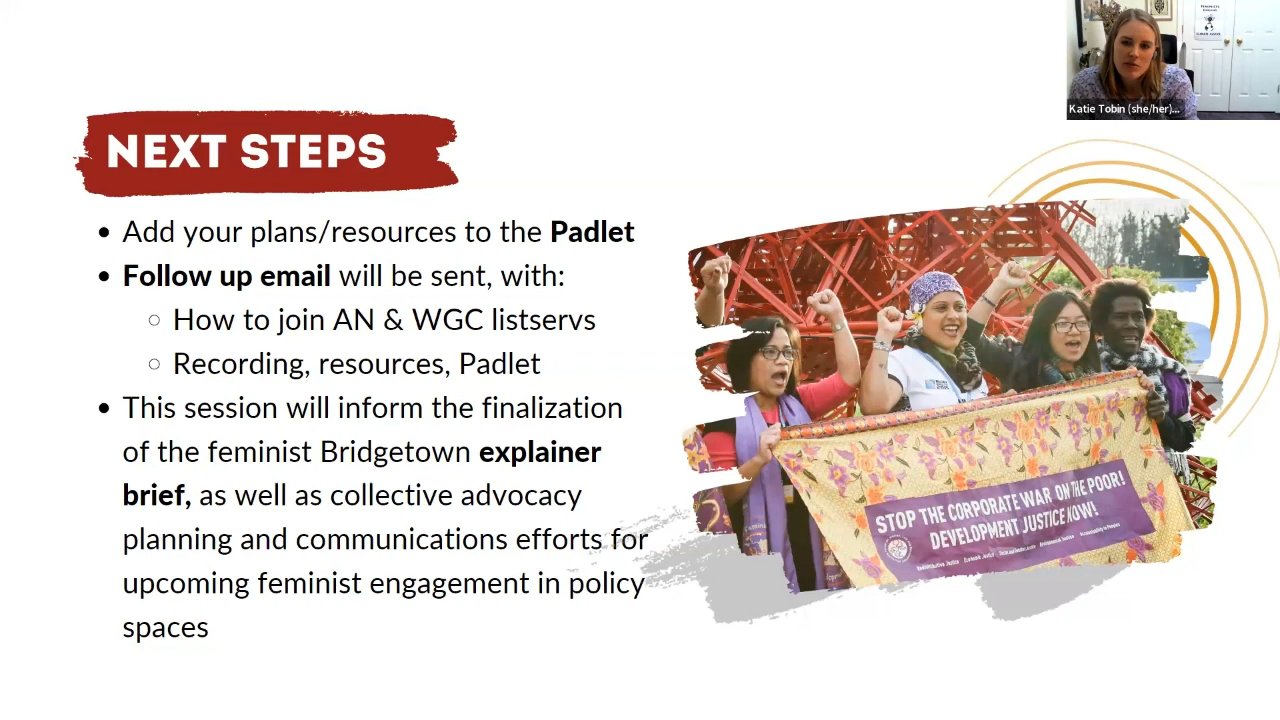 Katie Tobin (she/her)...
NEXT STEPS
Add your plans/resources to the Padlet
Follow up email will be sent, with:
How to join AN & WGC listservs
Recording, resources, Padlet
This session will inform the finalization
of the feminist Bridgetown explainer
brief, as well as collective advocacy
planning and communications efforts for
upcoming feminist engagement in policy
spaces
STOP THE CORPORATE WAR ON THE POOR!
DEVELOPMENT JUSTICE NOW!